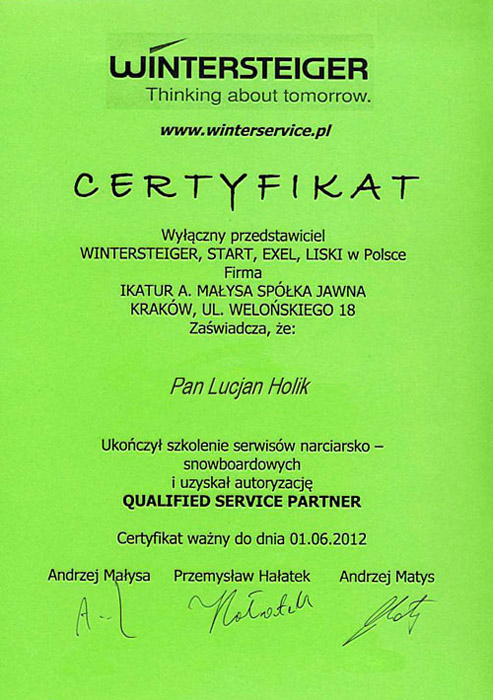 WINTERSTEIGER
Thinking about tomorrow.
www.winterservice.pl
CERTYFIKAT
Wyłączny przedstawiciel
WINTERSTEIGER, START, EXEL, LISKI w Polsce
Firma
IKATUR A. MAŁYSA SPÓŁKA JAWNA
KRAKÓW, UL. WELOŃSKIEGO 18
Zaświadcza, że:
Pan Lucjan Holik
Ukończył szkolenie serwisów narciarsko –
snowboardowych
i uzyskał autoryzację
QUALIFIED SERVICE PARTNER
Certyfikat ważny do dnia 01.06.2012
Andrzej Małysa Przemysław Hałatek Andrzej Matys